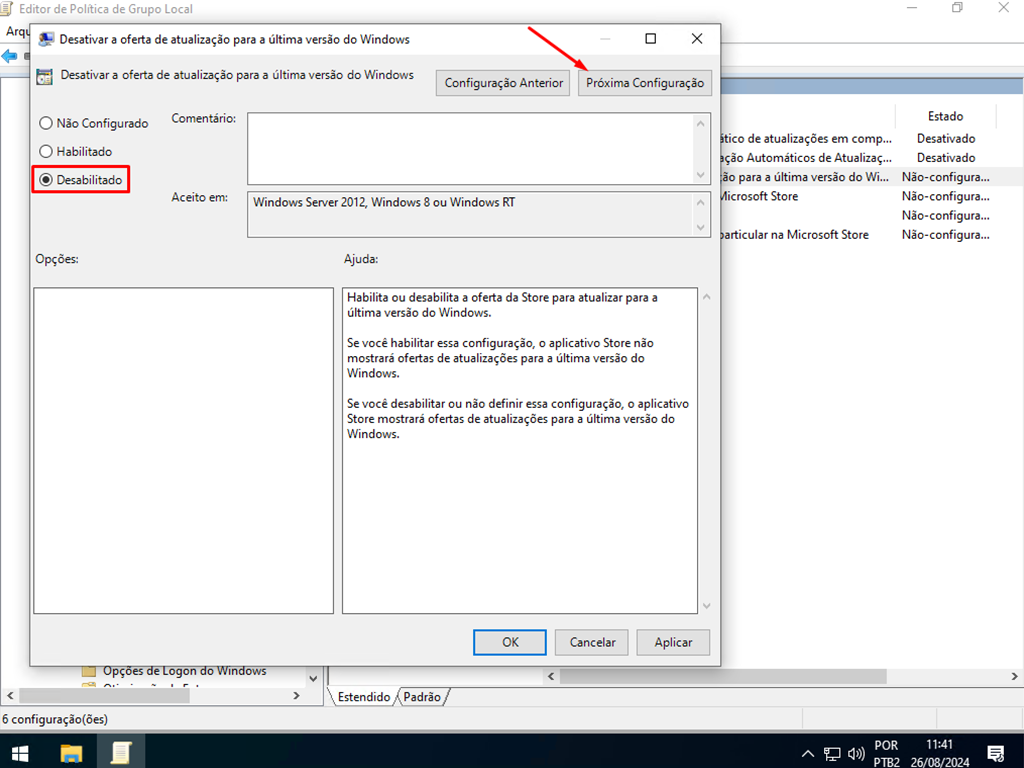 Editor de Política de Grupo Local
Arqu
Desativar a oferta de atualização para a última versão do Windows
Desativar a oferta de atualização para a última versão do Windows
Configuração Anterior
Próxima Configuração
Não Configurado
Habilitado
Desabilitado
Comentário:
Aceito em:
Windows Server 2012, Windows 8 ou Windows RT
Opções:
Ajuda:
Habilita ou desabilita a oferta da Store para atualizar para a
última versão do Windows.
Se você habilitar essa configuração, o aplicativo Store não
mostrará ofertas de atualizações para a última versão do
Windows.
Se você desabilitar ou não definir essa configuração, o aplicativo
Store mostrará ofertas de atualizações para a última versão do
Windows.
OK
Cancelar
Aplicar
Estado
ático de atualizações em comp... Desativado
ação Automáticos de Atualizaç... Desativado
ção para a última versão do Wi... Não-configura...
Microsoft Store Não-configura...
Não-configura...
particular na Microsoft Store Não-configura...
Opções de Logon do Windows
Estendido
Padrão
6 configuração(ões)
POR
PTB2
11:41
26/08/2024